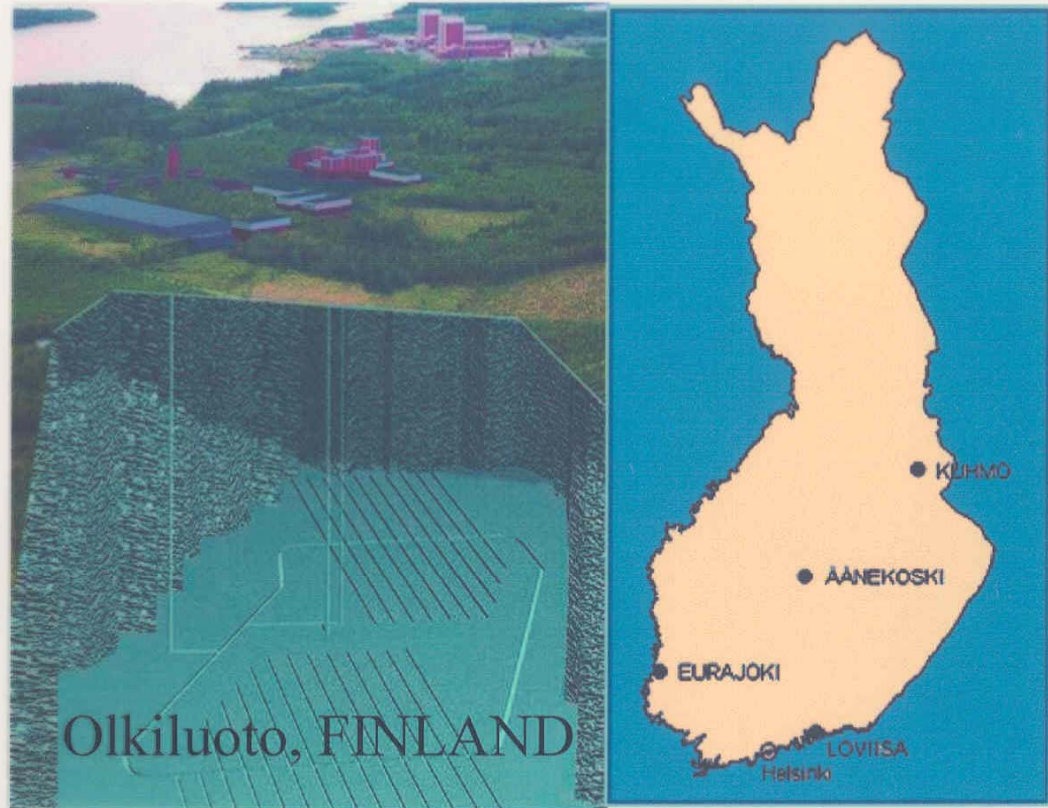 Olkiluoto, FINLAND
KUHMO
ÄÄNEKOSKI
EURAJOKI
LOVIISA
Helsinki